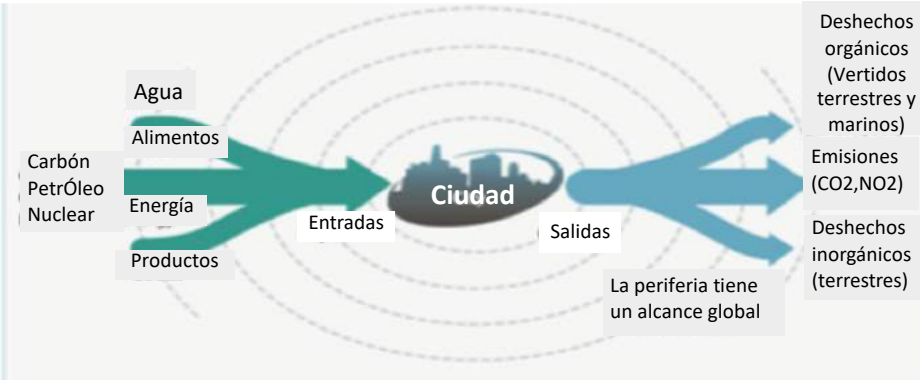 Agua
Alimentos
Carbón
PetrÓleo
Nuclear
Energía
Productos
Entradas
Ciudad
Salidas
La periferia tiene
un alcance global
Deshechos
orgánicos
(Vertidos
terrestres y
marinos)
Emisiones
(CO2,NO2)
Deshechos
inorgánicos
(terrestres)